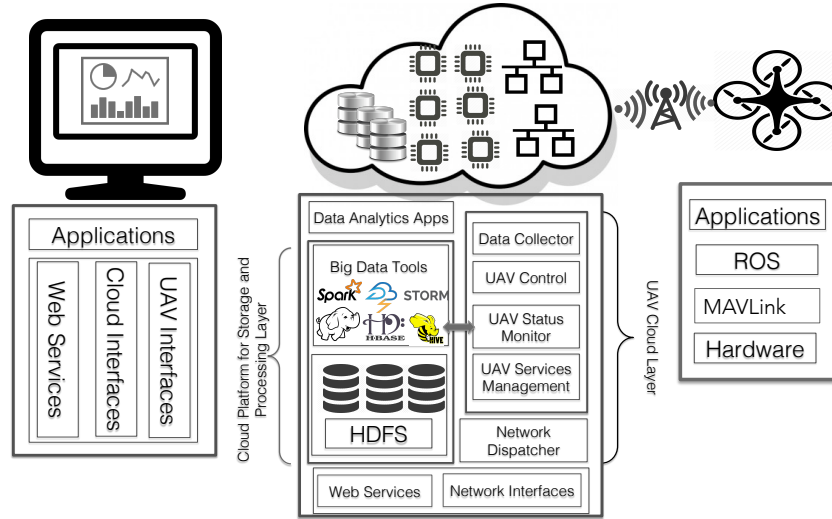 Applications
Web Services
Cloud Interfaces
UAV Interfaces
Cloud Platform for Storage and
Processing Layer
Data Analytics Apps
Big Data Tools
Spark
STORM
H
BASE
HIVE
HDFS
Data Collector
UAV Control
UAV Status
Monitor
UAV Services
Management
Network
Dispatcher
Web Services
Network Interfaces
UAV Cloud Layer
Applications
ROS
MAVLink
Hardware